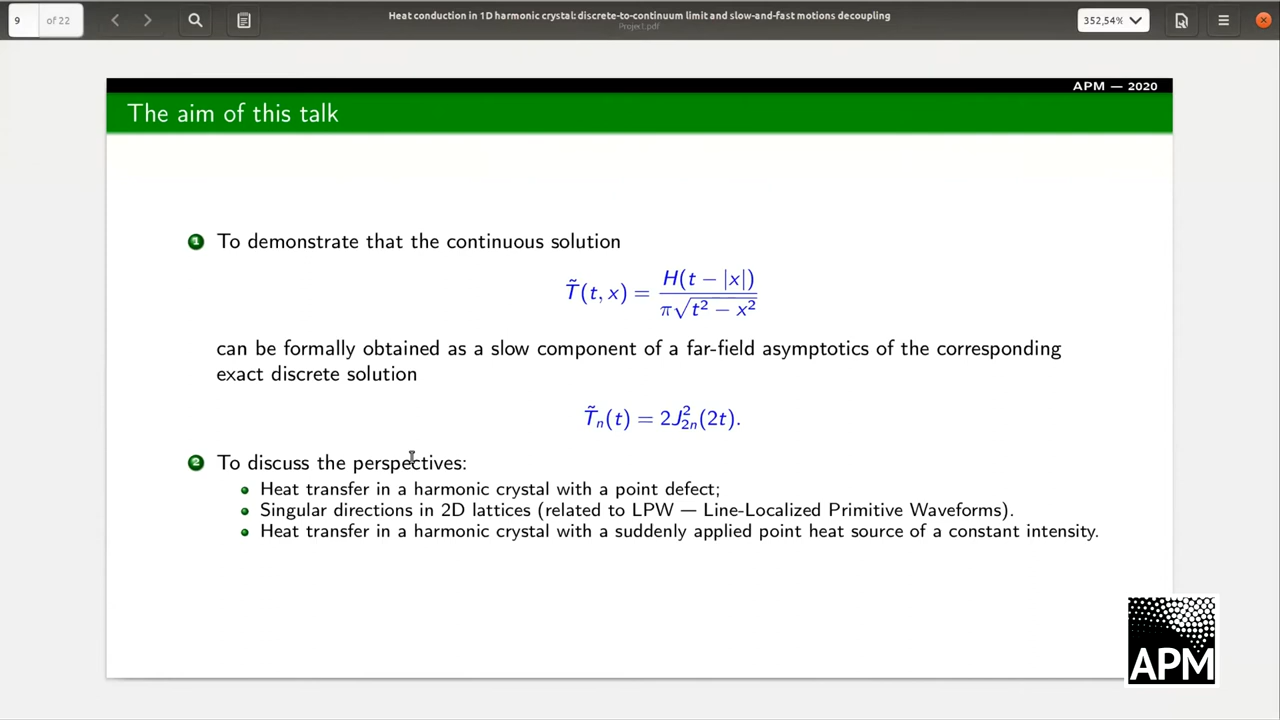 9 of 22
Heat conduction in 1D harmonic crystal: discrete-to-continuum limit and slow-and-fast motions decoupling
Project.pdf
352,54%
APM — 2020
The aim of this talk
1 To demonstrate that the continuous solution
T̃(t, x) = H(t − |x|) / π√(t² − x²)
can be formally obtained as a slow component of a far-field asymptotics of the corresponding
exact discrete solution
T̃ₙ(t) = 2J²₂ₙ(2t).
2 To discuss the perspectives:
Heat transfer in a harmonic crystal with a point defect;
Singular directions in 2D lattices (related to LPW — Line-Localized Primitive Waveforms).
Heat transfer in a harmonic crystal with a suddenly applied point heat source of a constant intensity.
APM